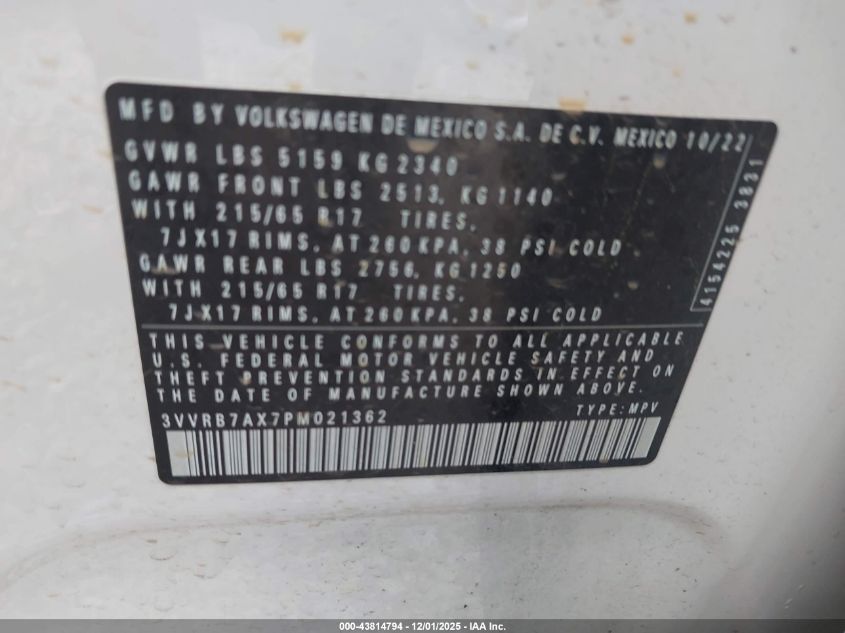 MFD BY VOLKSWAGEN DE MEXICO S.A. DE C.V. MEXICO 10/22
GVWR LBS 5159 KG 2340
GAWR FRONT LBS 2513, KG 1140
WITH 215/65 R17 TIRES,
7JX17 RIMS, AT 260 KPA, 38 PSI COLD
GAWR REAR LBS 2756, KG 1250
WITH 215/65 R17 TIRES,
7JX17 RIMS, AT 260 KPA, 38 PSI COLD
4154225 3831
THIS VEHICLE CONFORMS TO ALL APPLICABLE
U.S. FEDERAL MOTOR VEHICLE SAFETY AND
THEFT PREVENTION STANDARDS IN EFFECT ON
THE DATE OF MANUFACTURE SHOWN ABOVE.
3VVRB7AX7PM021362 TYPE: MPV
000-43814794 - 12/01/2025 - IAA Inc.